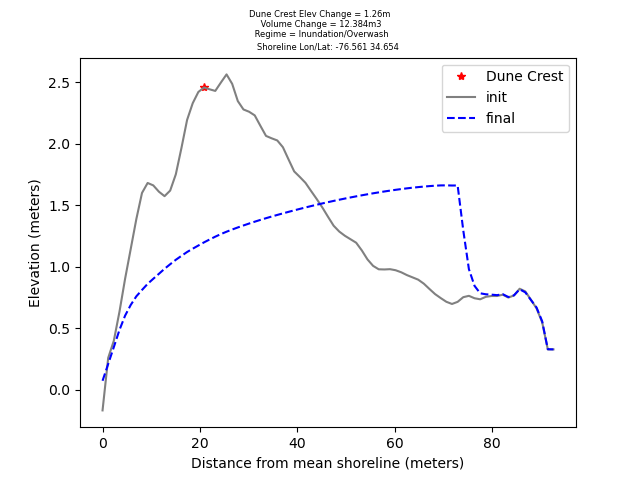 Dune Crest Elev Change = 1.26m
Volume Change = 12.384m3
Regime = Inundation/Overwash
Shoreline Lon/Lat: -76.561 34.654
Dune Crest
init
final
2.5
2.0
1.5
1.0
0.5
0.0
Elevation (meters)
0 20 40 60 80
Distance from mean shoreline (meters)